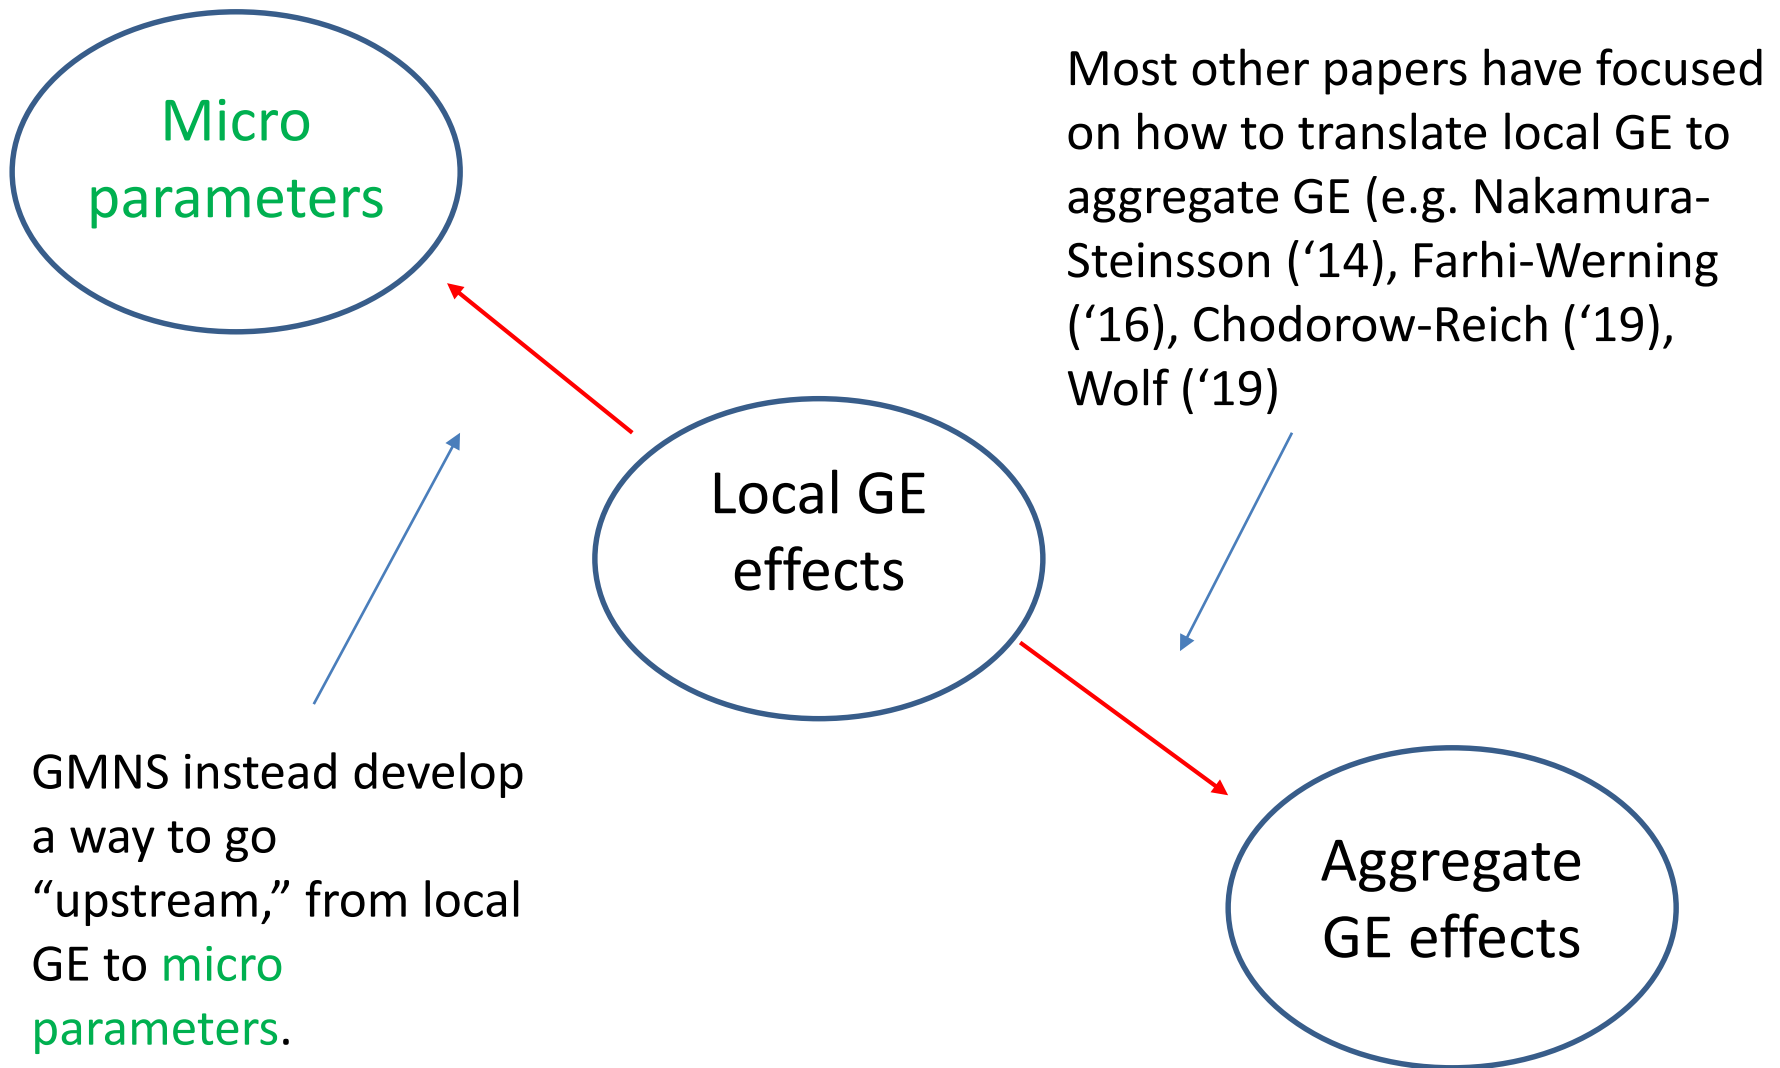 Micro
parameters
Most other papers have focused
on how to translate local GE to
aggregate GE (e.g. Nakamura-
Steinsson (‘14), Farhi-Werning
(‘16), Chodorow-Reich (‘19),
Wolf (‘19)
Local GE
effects
GMNS instead develop
a way to go
“upstream,” from local
GE to micro
parameters.
Aggregate
GE effects